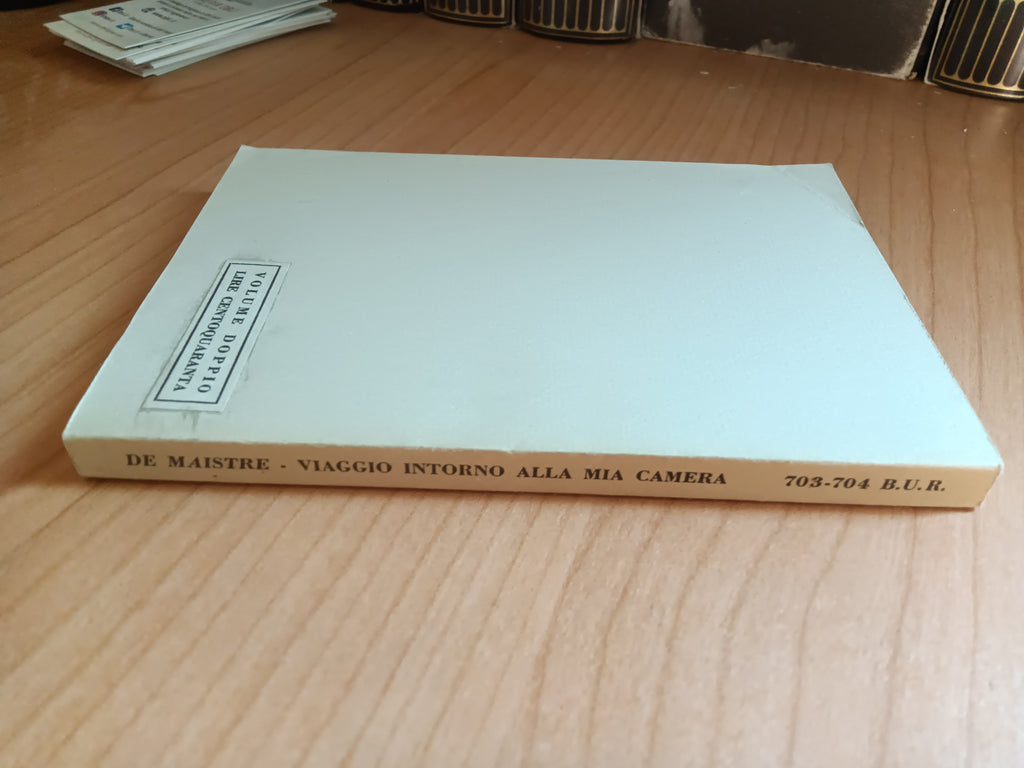 VOLUME DOPPIO
LIRE CENTOQUARANTA
DE MAISTRE - VIAGGIO INTORNO ALLA MIA CAMERA 703-704 B.U.R.